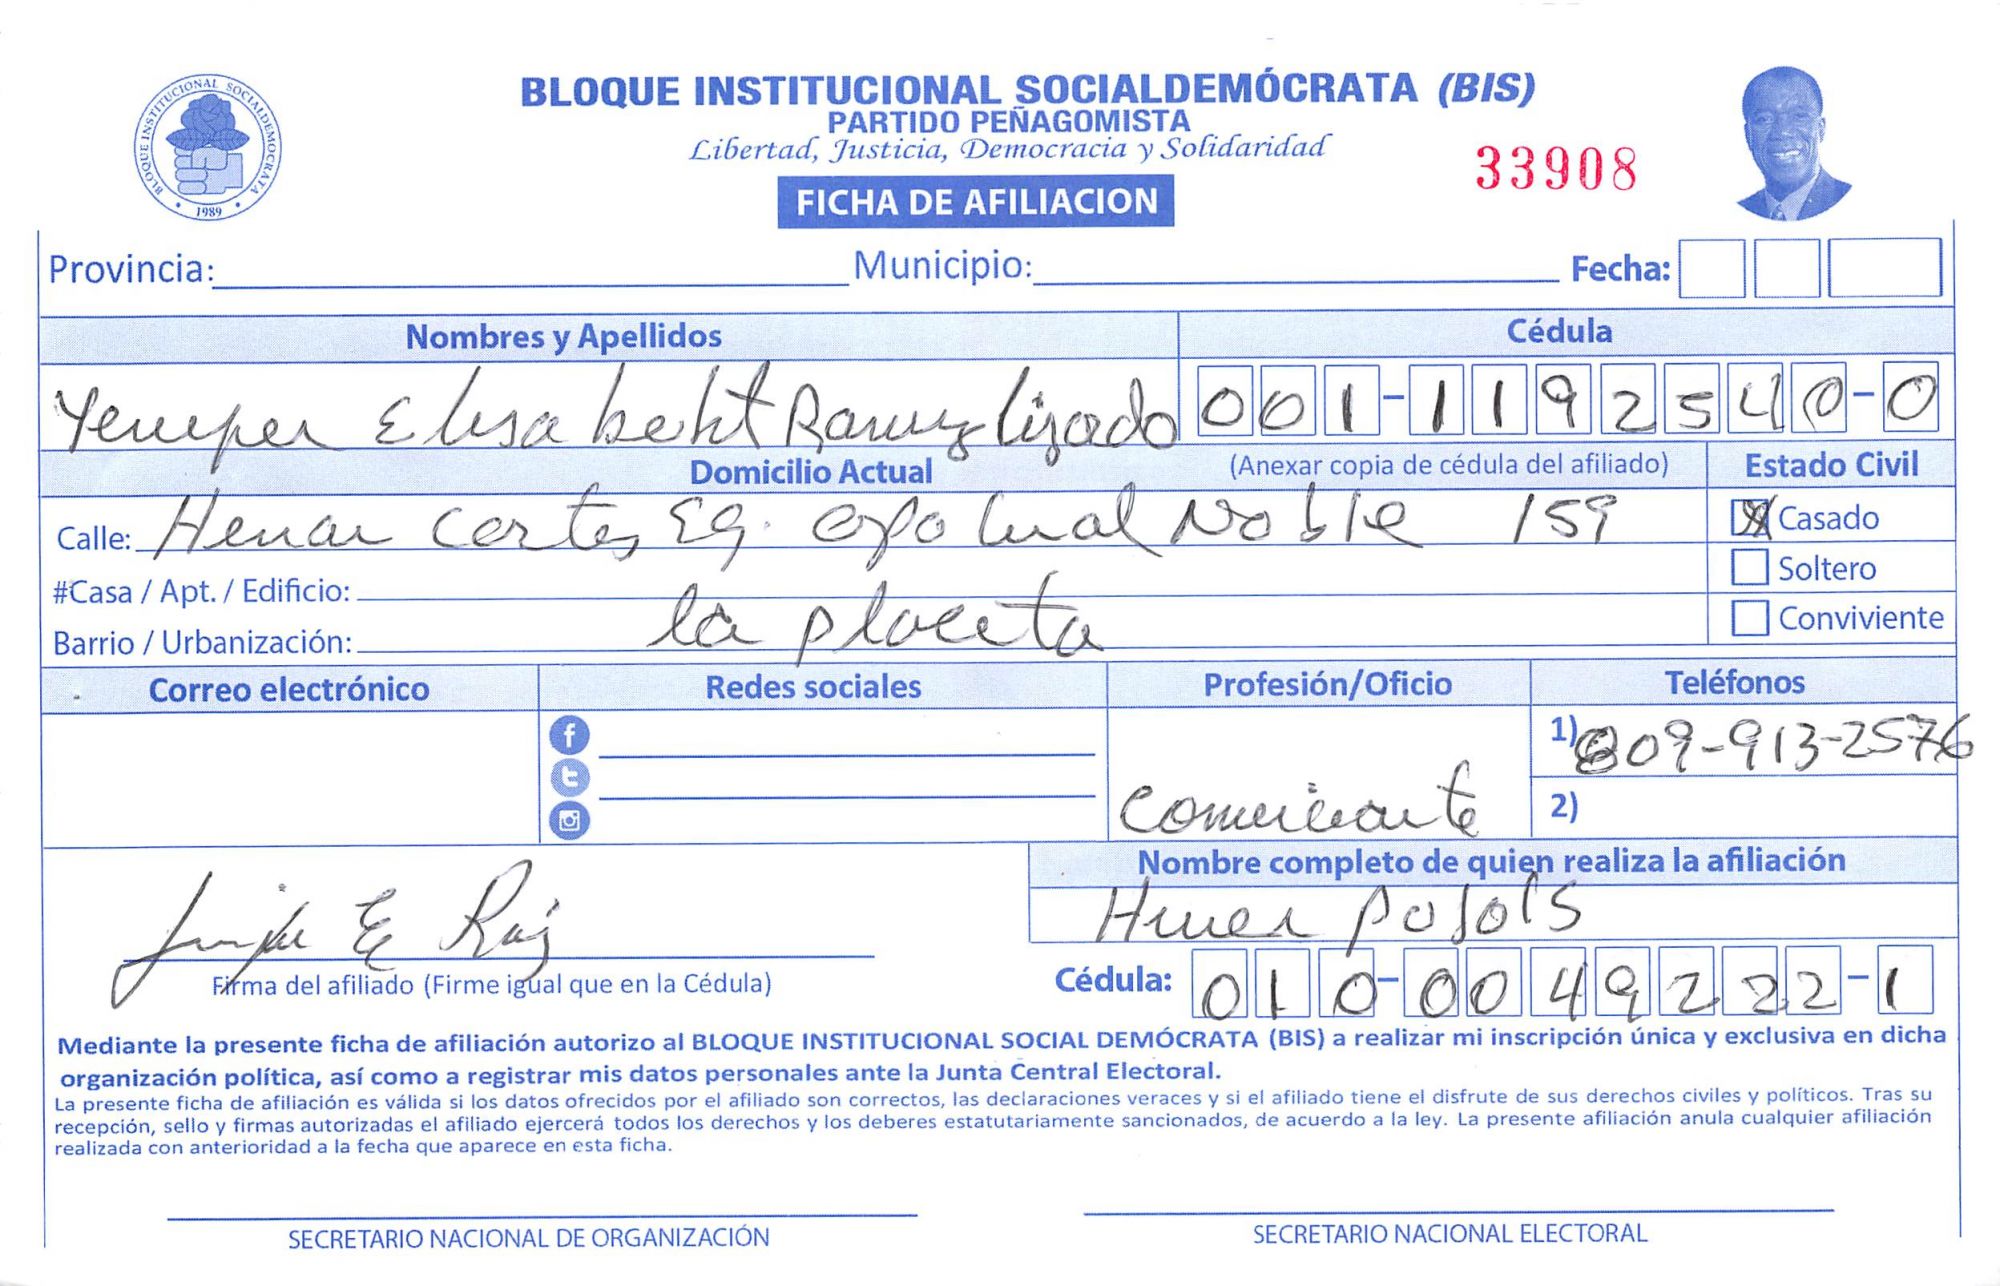 BLOQUE INSTITUCIONAL SOCIALDEMOCRATA
1989
BLOQUE INSTITUCIONAL SOCIALDEMÓCRATA (BIS)
PARTIDO PEÑAGOMISTA
Libertad, Justicia, Democracia y Solidaridad
33908
FICHA DE AFILIACION
Provincia: Municipio: Fecha:
Nombres y Apellidos Cédula
Elisabeht 001-1192540-0
Domicilio Actual (Anexar copia de cédula del afiliado) Estado Civil
Calle: Cortes Eq. Noble 159 X Casado
#Casa / Apt. / Edificio: Soltero
Barrio / Urbanización: la placeta Conviviente
Correo electrónico Redes sociales Profesión/Oficio Teléfonos
1) 809-913-2576
Comerciante 2)
Nombre completo de quien realiza la afiliación
Firma del afiliado (Firme igual que en la Cédula) Cédula: 010-0049222-1
Mediante la presente ficha de afiliación autorizo al BLOQUE INSTITUCIONAL SOCIAL DEMÓCRATA (BIS) a realizar mi inscripción única y exclusiva en dicha
organización política, así como a registrar mis datos personales ante la Junta Central Electoral.
La presente ficha de afiliación es válida si los datos ofrecidos por el afiliado son correctos, las declaraciones veraces y si el afiliado tiene el disfrute de sus derechos civiles y políticos. Tras su
recepción, sello y firmas autorizadas el afiliado ejercerá todos los derechos y los deberes estatutariamente sancionados, de acuerdo a la ley. La presente afiliación anula cualquier afiliación
realizada con anterioridad a la fecha que aparece en esta ficha.
SECRETARIO NACIONAL DE ORGANIZACIÓN SECRETARIO NACIONAL ELECTORAL